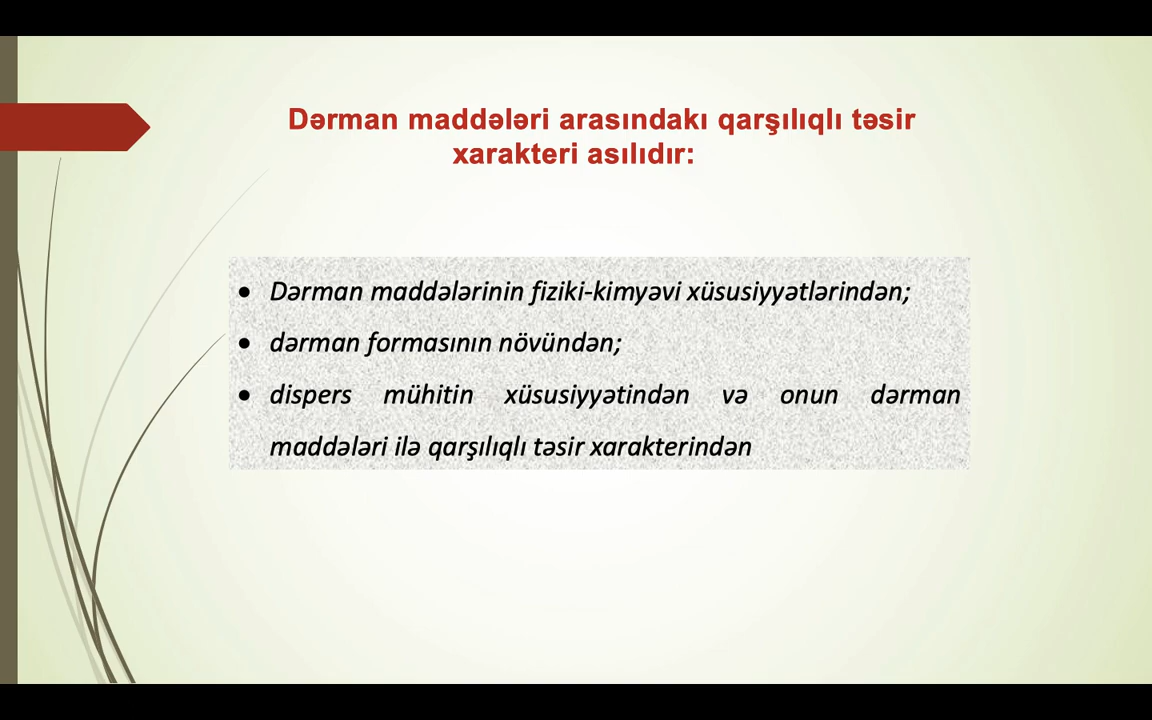 Dərman maddələri arasındakı qarşılıqlı təsir
xarakteri asılıdır:
• Dərman maddələrinin fiziki-kimyəvi xüsusiyyətlərindən;
• dərman formasının növündən;
• dispers mühitin xüsusiyyətindən və onun dərman
maddələri ilə qarşılıqlı təsir xarakterindən